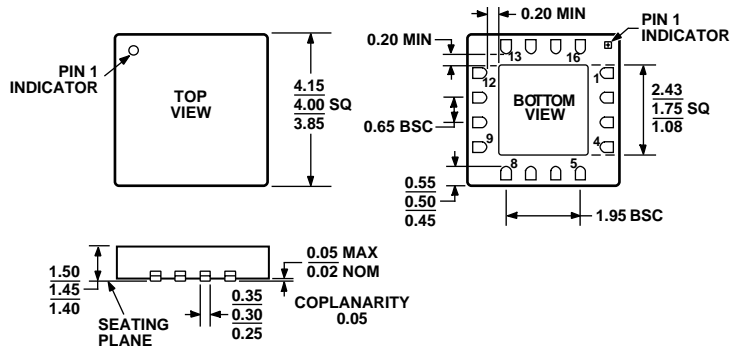 PIN 1
INDICATOR
TOP
VIEW
4.15
4.00 SQ
3.85
0.20 MIN
0.20 MIN
PIN 1
INDICATOR
13
16
12
1
BOTTOM
VIEW
0.65 BSC
9
4
8
5
2.43
1.75 SQ
1.08
0.55
0.50
0.45
1.95 BSC
1.50
1.45
1.40
SEATING
PLANE
0.05 MAX
0.02 NOM
0.35
0.30
0.25
COPLANARITY
0.05